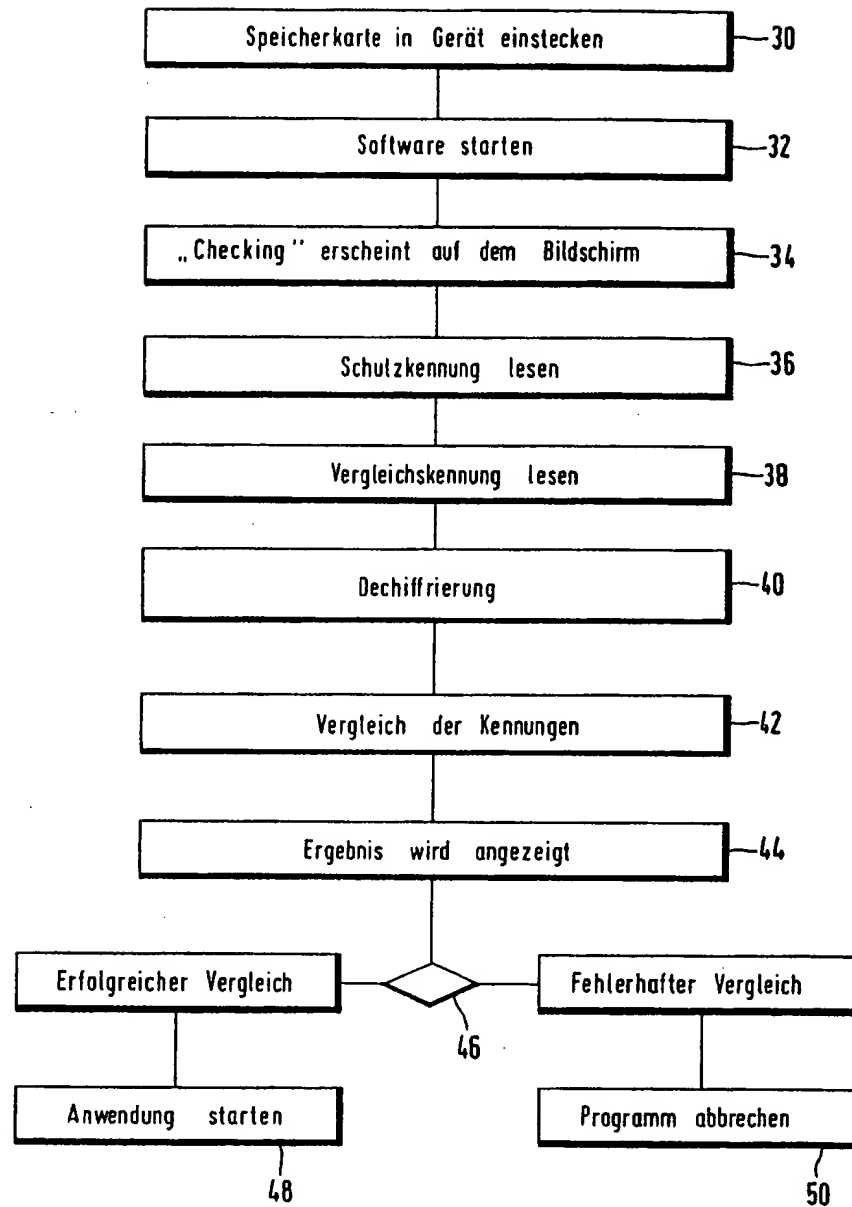 Speicherkarte in Gerät einstecken 30
Software starten 32
„Checking" erscheint auf dem Bildschirm 34
Schutzkennung lesen 36
Vergleichskennung lesen 38
Dechiffrierung 40
Vergleich der Kennungen 42
Ergebnis wird angezeigt 44
Erfolgreicher Vergleich
Fehlerhafter Vergleich
46
Anwendung starten
Programm abbrechen
48
50